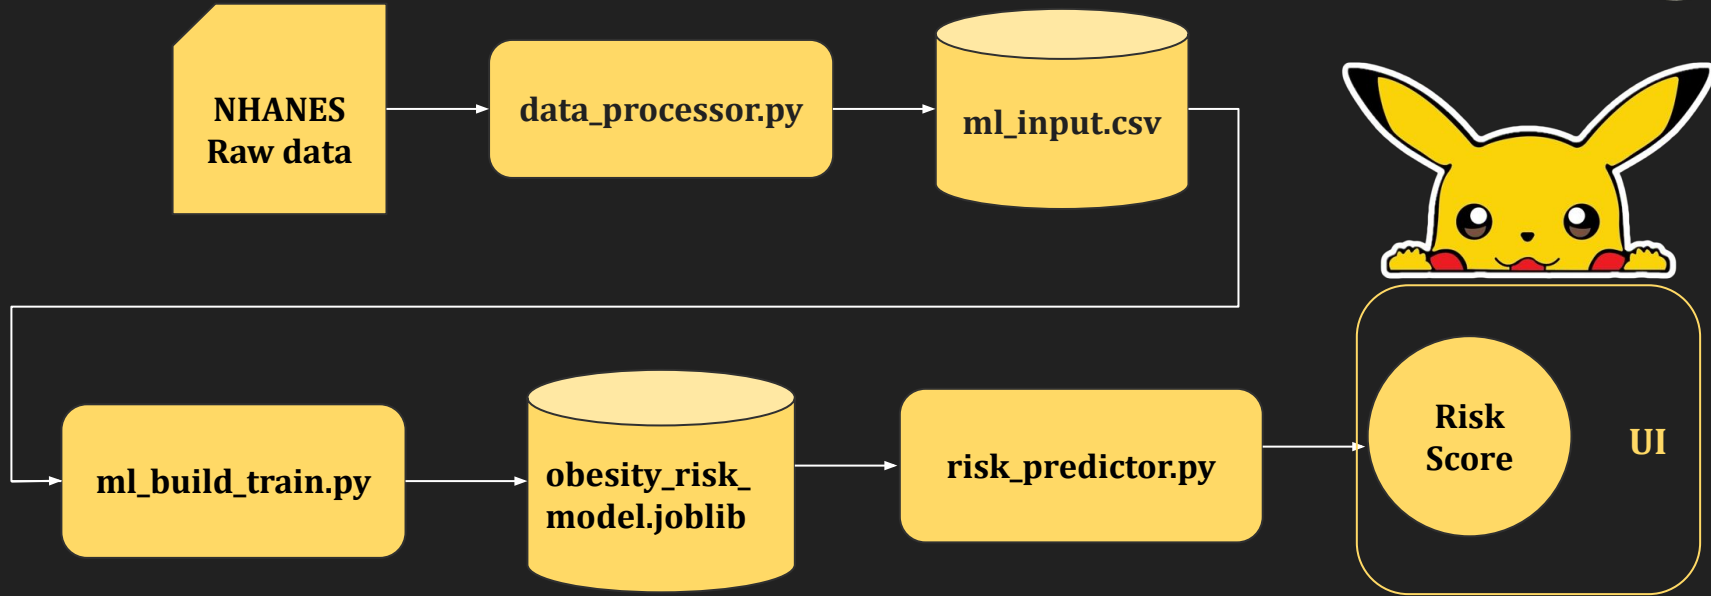 NHANES
Raw data
data_processor.py
ml_input.csv
ml_build_train.py
obesity_risk_
model.joblib
risk_predictor.py
Risk
Score
UI